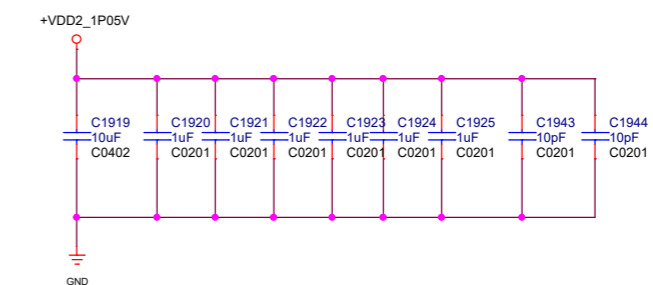 +VDD2_1P05V
C1919 C1920 C1921 C1922 C1923 C1924 C1925 C1943 C1944
10uF 1uF 1uF 1uF 1uF 1uF 1uF 10pF 10pF
C0402 C0201 C0201 C0201 C0201 C0201 C0201 C0201 C0201
GND